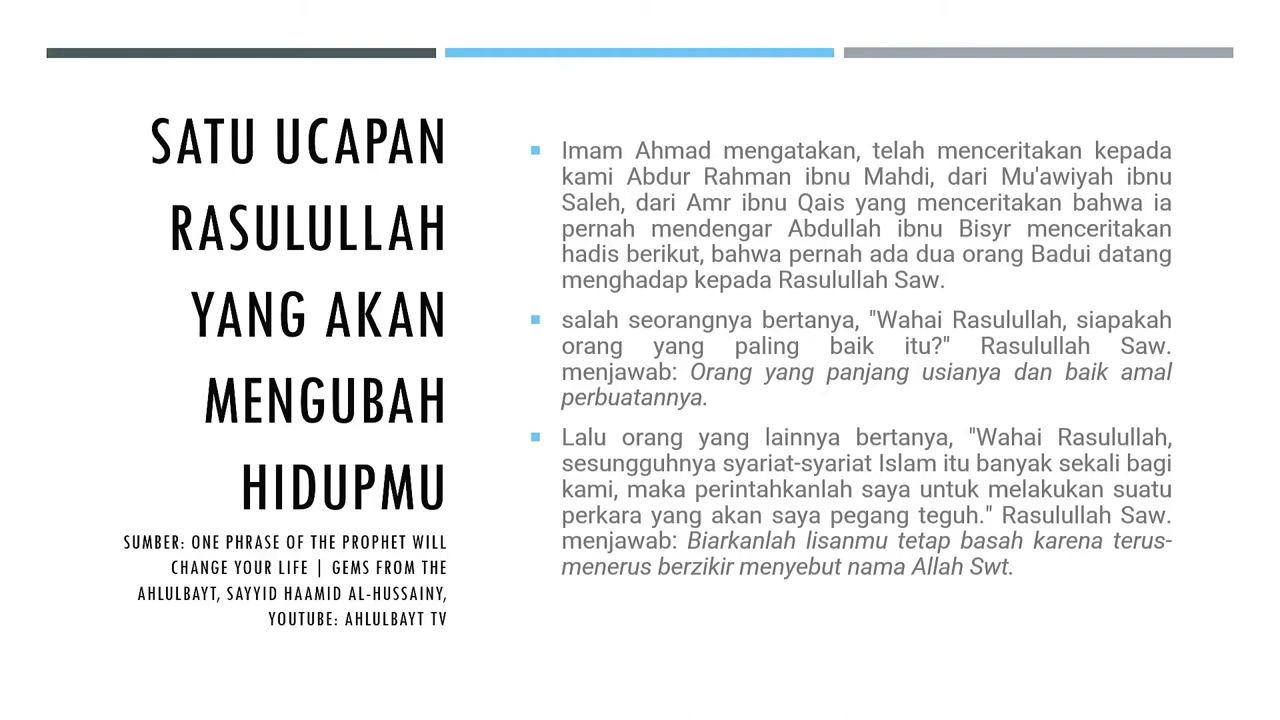 SATU UCAPAN
RASULULLAH
YANG AKAN
MENGUBAH
HIDUPMU
SUMBER: ONE PHRASE OF THE PROPHET WILL
CHANGE YOUR LIFE | GEMS FROM THE
AHLULBAYT, SAYYID HAAMID AL-HUSSAINY,
YOUTUBE: AHLULBAYT TV
Imam Ahmad mengatakan, telah menceritakan kepada
kami Abdur Rahman ibnu Mahdi, dari Mu'awiyah ibnu
Saleh, dari Amr ibnu Qais yang menceritakan bahwa ia
pernah mendengar Abdullah ibnu Bisyr menceritakan
hadis berikut, bahwa pernah ada dua orang Badui datang
menghadap kepada Rasulullah Saw.
salah seorangnya bertanya, "Wahai Rasulullah, siapakah
orang yang paling baik itu?" Rasulullah Saw.
menjawab: Orang yang panjang usianya dan baik amal
perbuatannya.
Lalu orang yang lainnya bertanya, "Wahai Rasulullah,
sesungguhnya syariat-syariat Islam itu banyak sekali bagi
kami, maka perintahkanlah saya untuk melakukan suatu
perkara yang akan saya pegang teguh." Rasulullah Saw.
menjawab: Biarkanlah lisanmu tetap basah karena terus-
menerus berzikir menyebut nama Allah Swt.